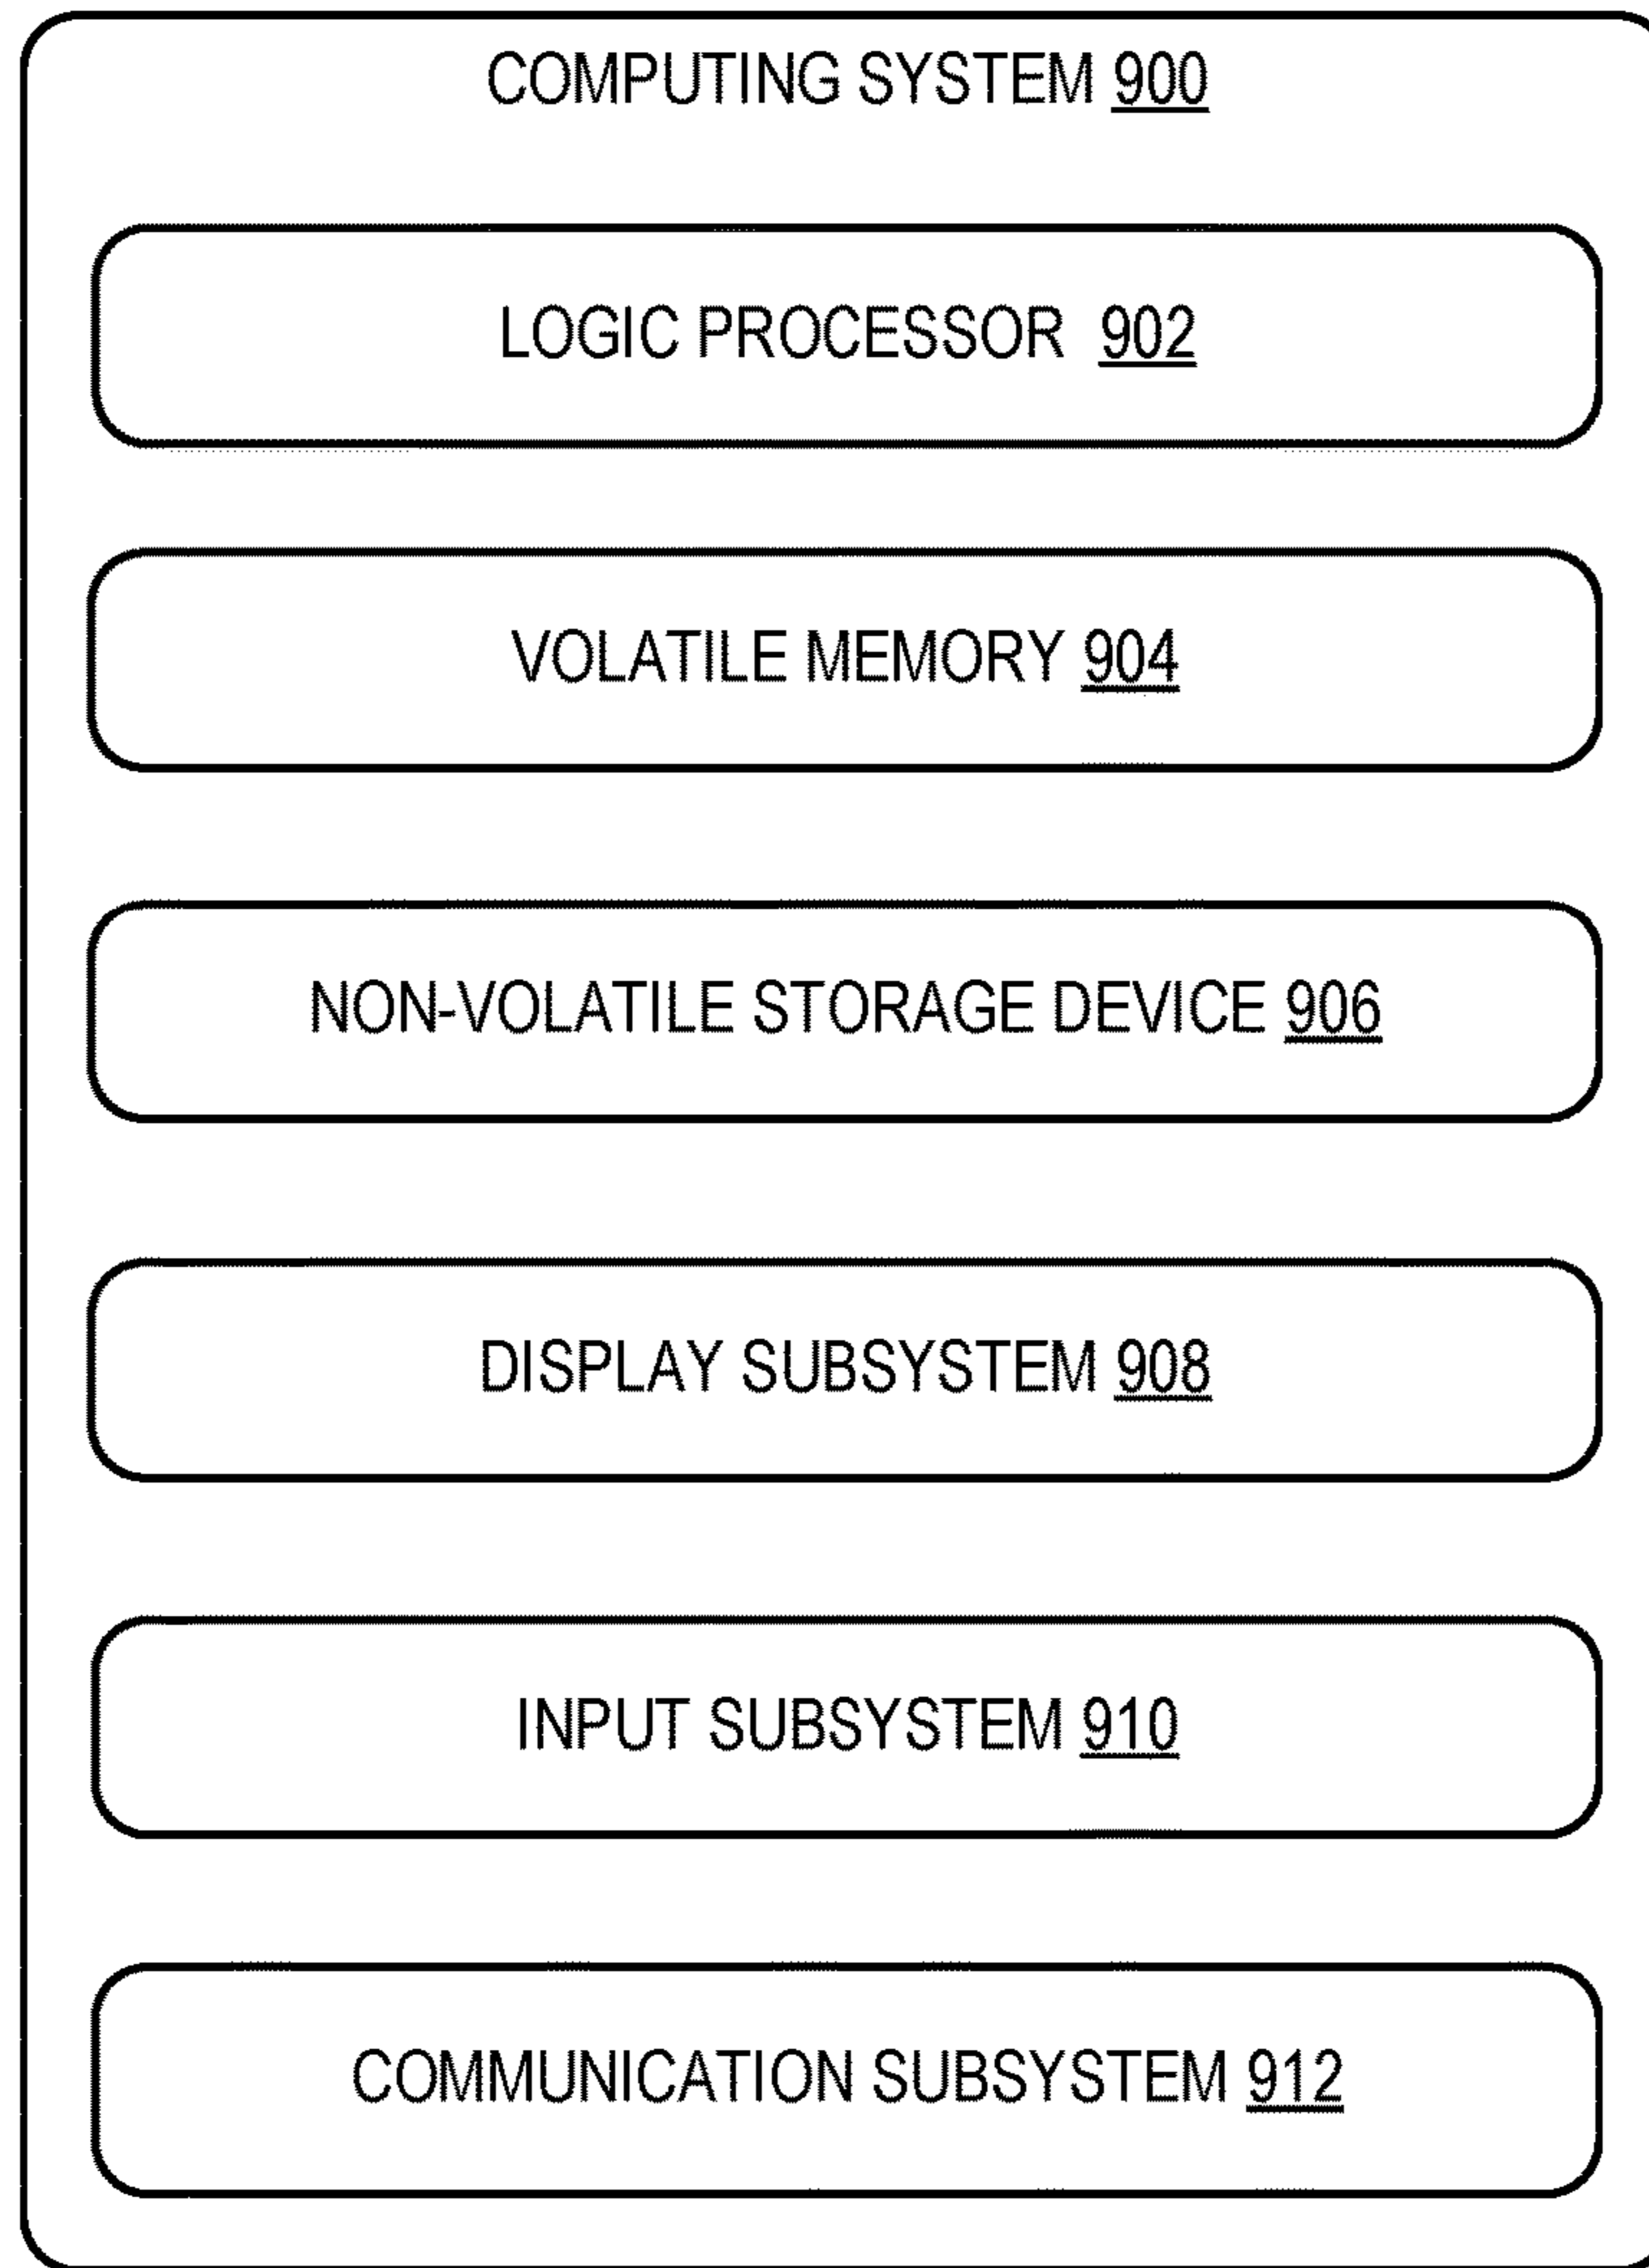 COMPUTING SYSTEM 900
LOGIC PROCESSOR 902
VOLATILE MEMORY 904
NON-VOLATILE STORAGE DEVICE 906
DISPLAY SUBSYSTEM 908
INPUT SUBSYSTEM 910
COMMUNICATION SUBSYSTEM 912